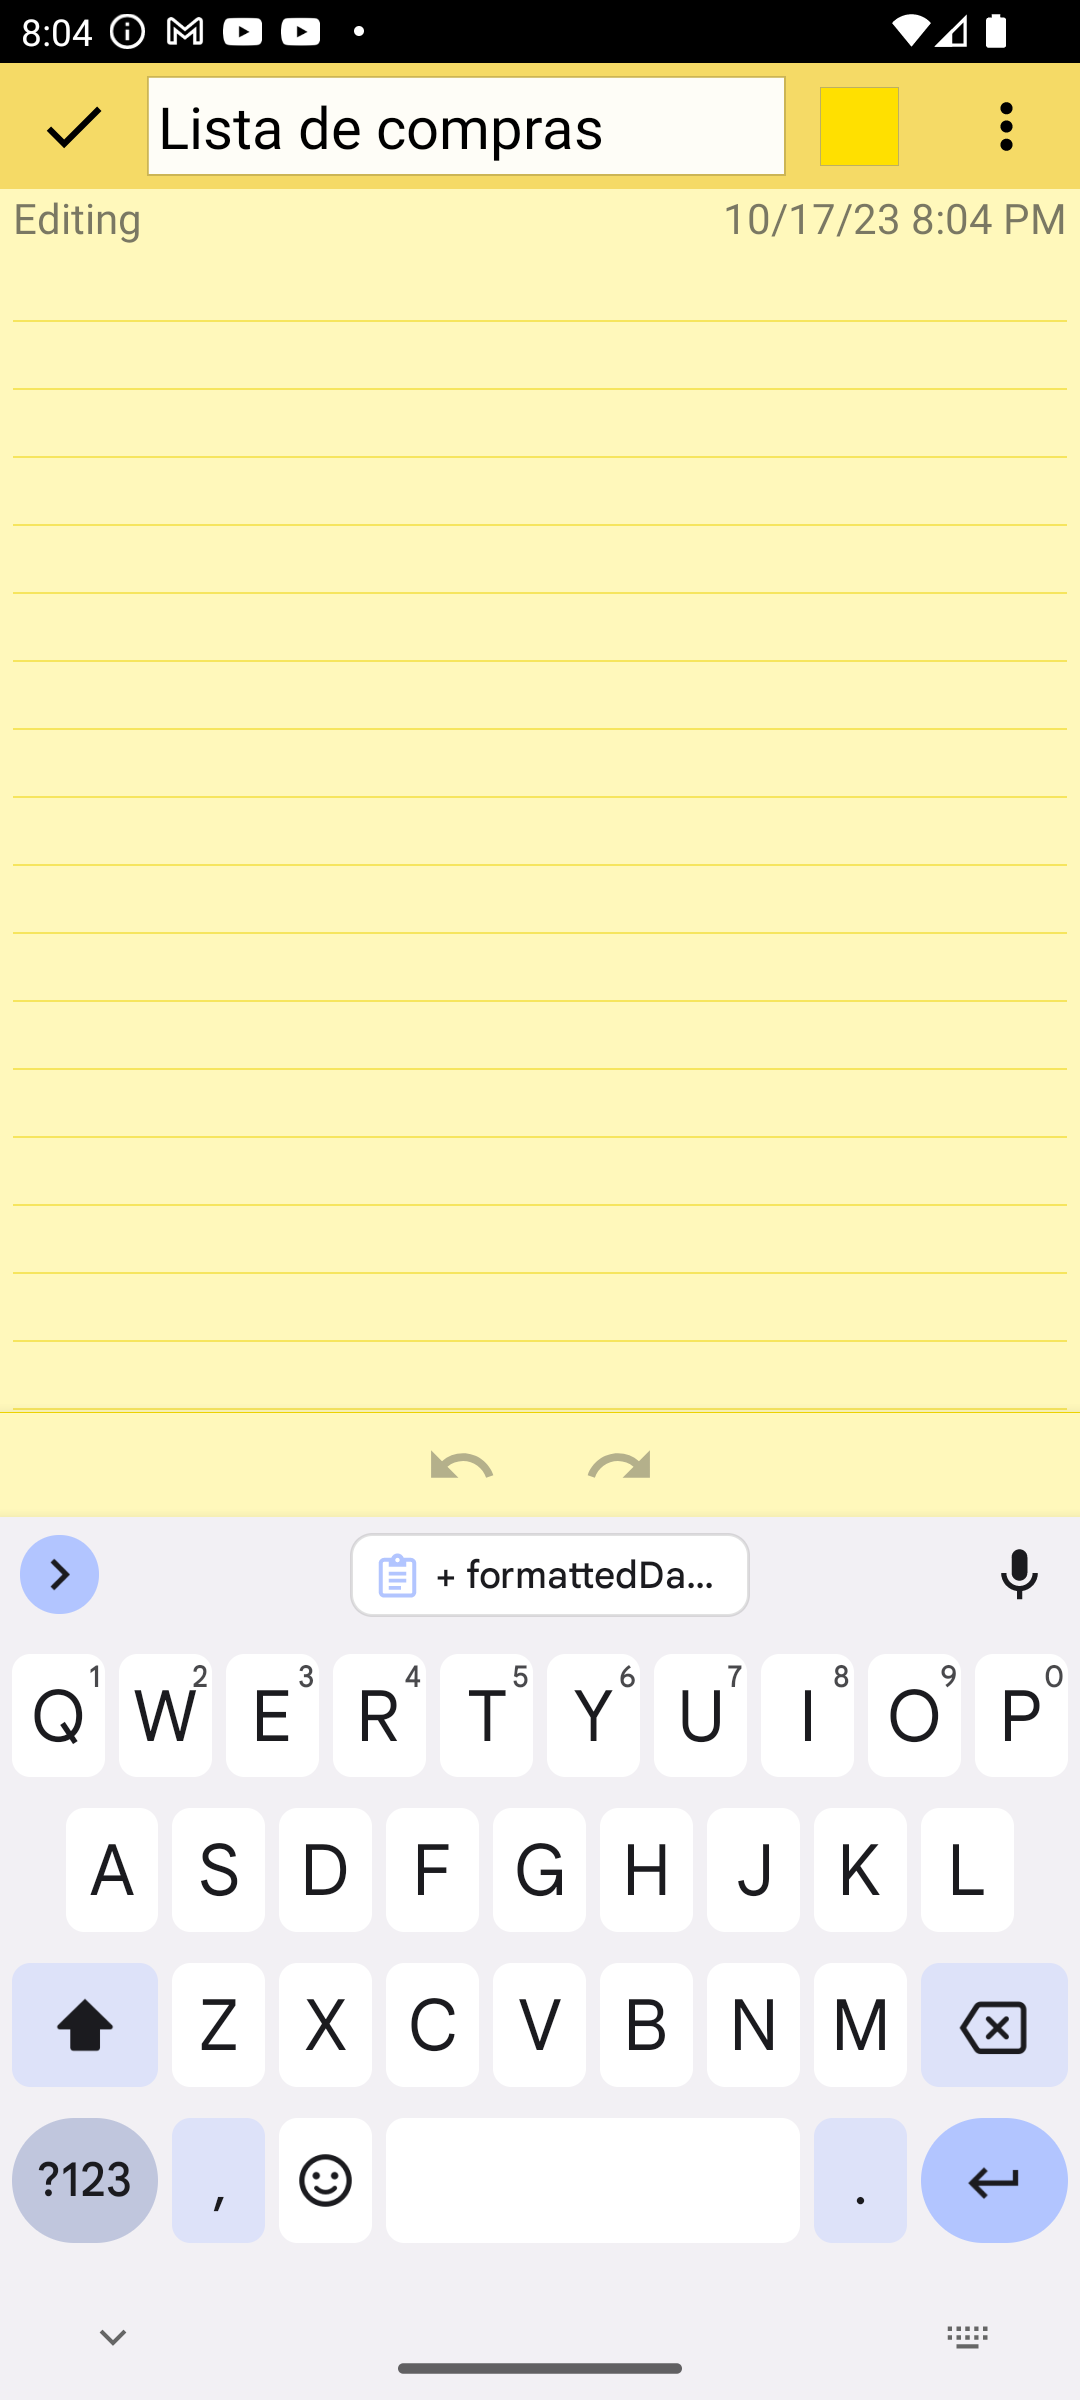 8:04
Lista de compras
Editing 10/17/23 8:04 PM
+ formattedDa...
Q1 W2 E3 R4 T5 Y6 U7 I8 O9 P0
A S D F G H J K L
Z X C V B N M
?123 , .